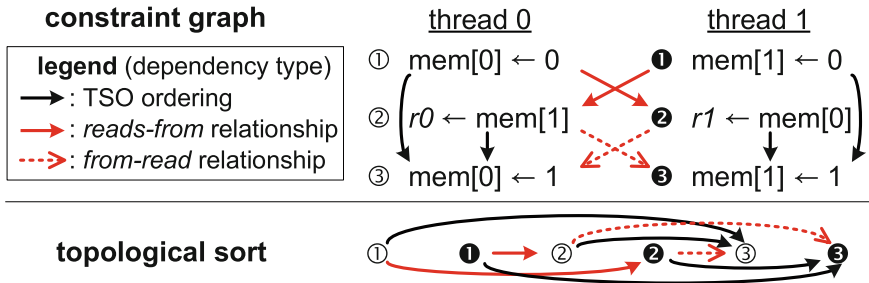 constraint graph
legend (dependency type)
: TSO ordering
: reads-from relationship
: from-read relationship
thread 0 thread 1
① mem[0] ← 0 ❶ mem[1] ← 0
② r0 ← mem[1] ❷ r1 ← mem[0]
③ mem[0] ← 1 ❸ mem[1] ← 1
topological sort ① ❶ ② ❷ ③ ❸